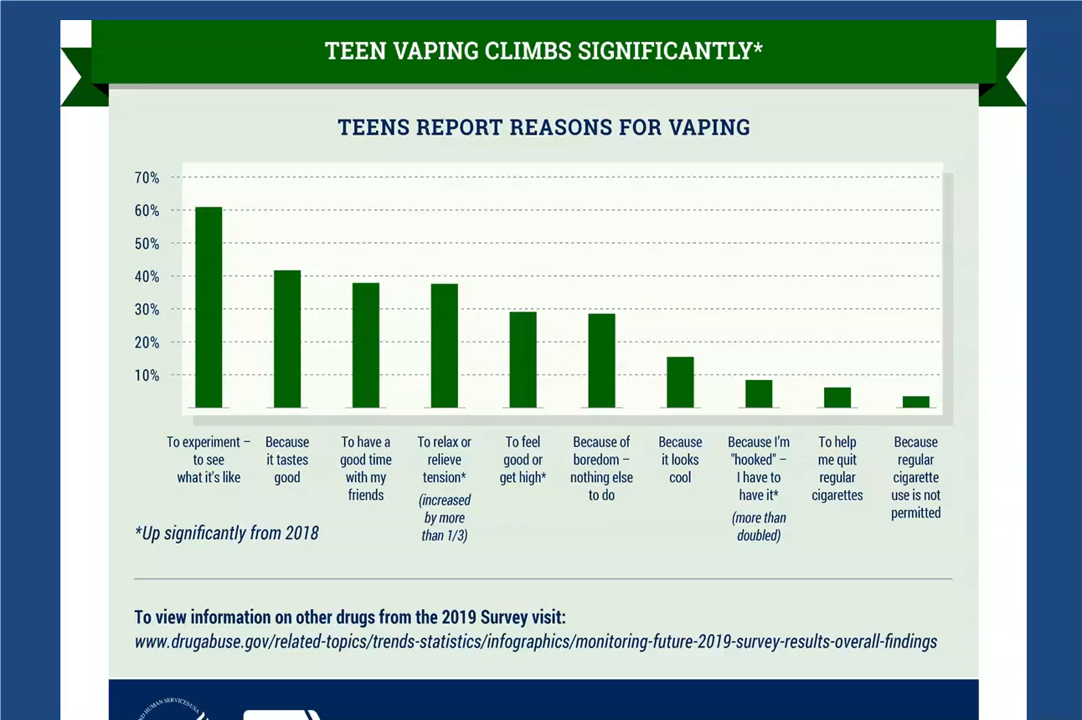 TEEN VAPING CLIMBS SIGNIFICANTLY*
TEENS REPORT REASONS FOR VAPING
70%
60%
50%
40%
30%
20%
10%
To experiment –
to see
what it's like
Because
it tastes
good
To have a
good time
with my
friends
To relax or
relieve
tension*
(increased
by more
than 1/3)
To feel
good or
get high*
Because of
boredom –
nothing else
to do
Because
it looks
cool
Because I'm
"hooked" –
I have to
have it*
(more than
doubled)
To help
me quit
regular
cigarettes
Because
regular
cigarette
use is not
permitted
*Up significantly from 2018
To view information on other drugs from the 2019 Survey visit:
www.drugabuse.gov/related-topics/trends-statistics/infographics/monitoring-future-2019-survey-results-overall-findings
HUMAN SERVICES·USA